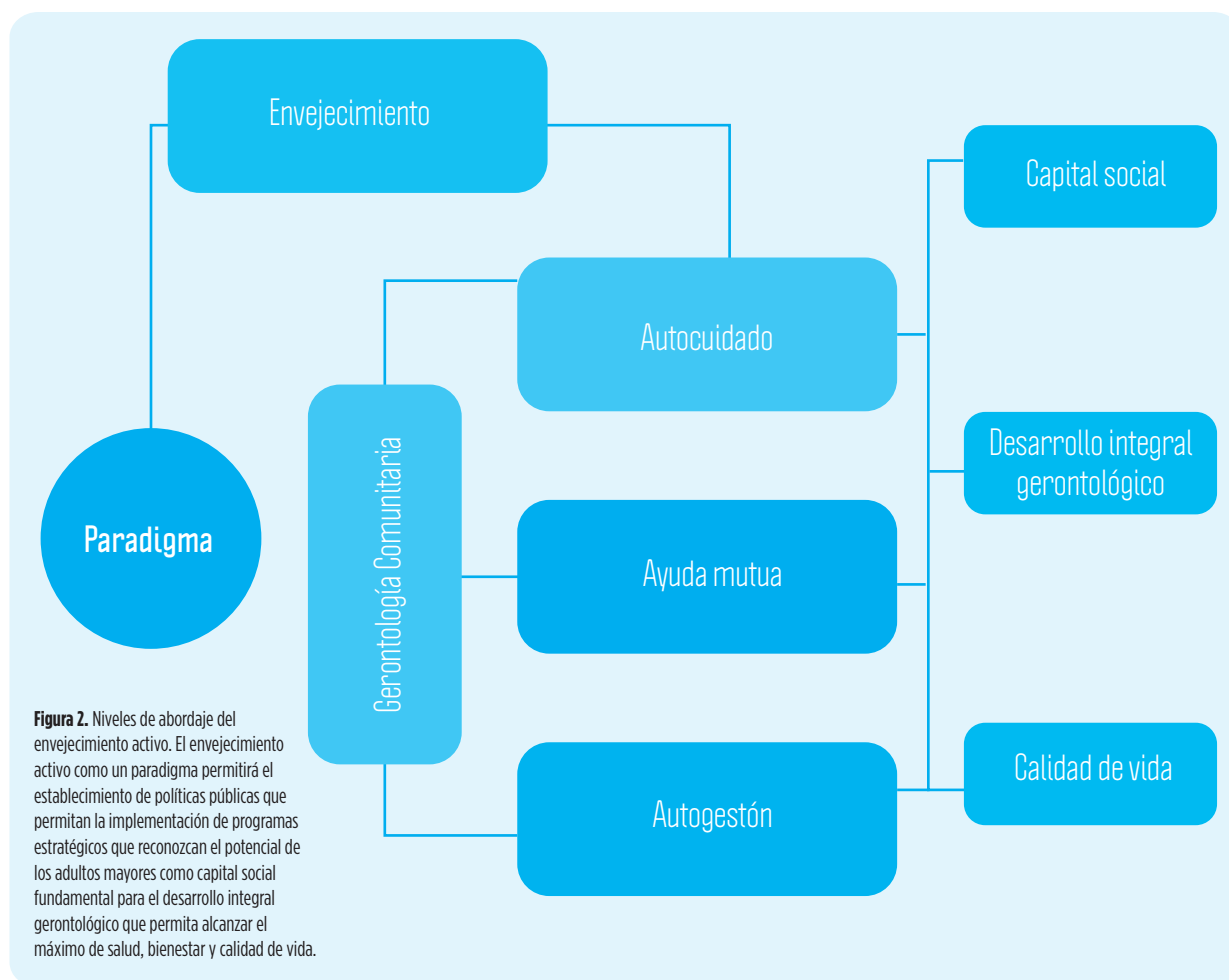 Envejecimiento
Capital social
Autocuidado
Desarrollo integral
gerontológico
Paradigma
Gerontología Comunitaria
Ayuda mutua
Autogestón
Calidad de vida
Figura 2. Niveles de abordaje del
envejecimiento activo. El envejecimiento
activo como un paradigma permitirá el
establecimiento de políticas públicas que
permitan la implementación de programas
estratégicos que reconozcan el potencial de
los adultos mayores como capital social
fundamental para el desarrollo integral
gerontológico que permita alcanzar el
máximo de salud, bienestar y calidad de vida.